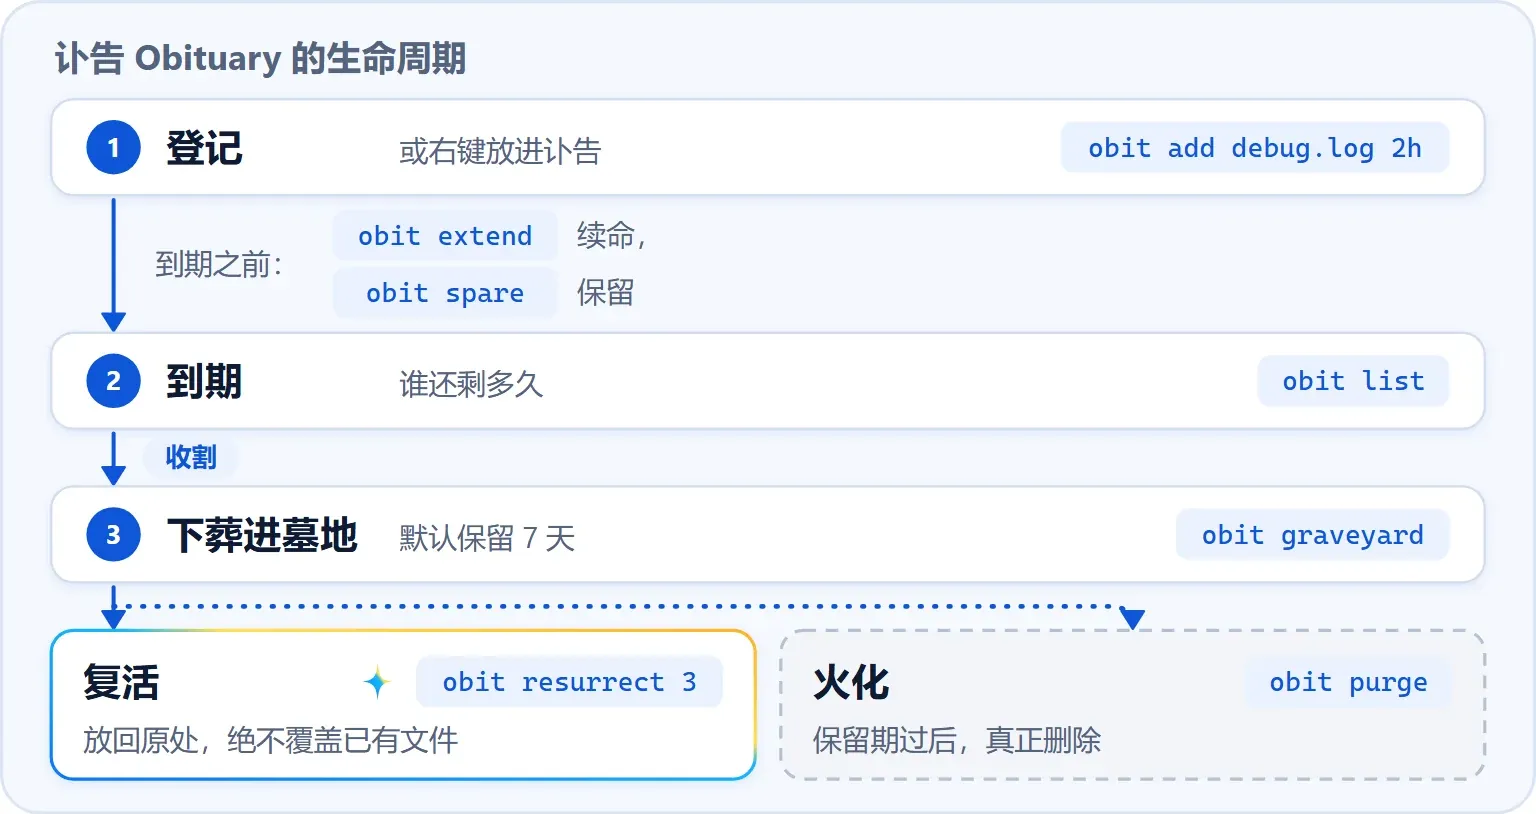 讣告 Obituary 的生命周期
1 登记 或右键放进讣告 obit add debug.log 2h
到期之前：
obit extend 续命，
obit spare 保留
2 到期 谁还剩多久 obit list
收割
3 下葬进墓地 默认保留 7 天 obit graveyard
复活 obit resurrect 3
放回原处，绝不覆盖已有文件
火化 obit purge
保留期过后，真正删除